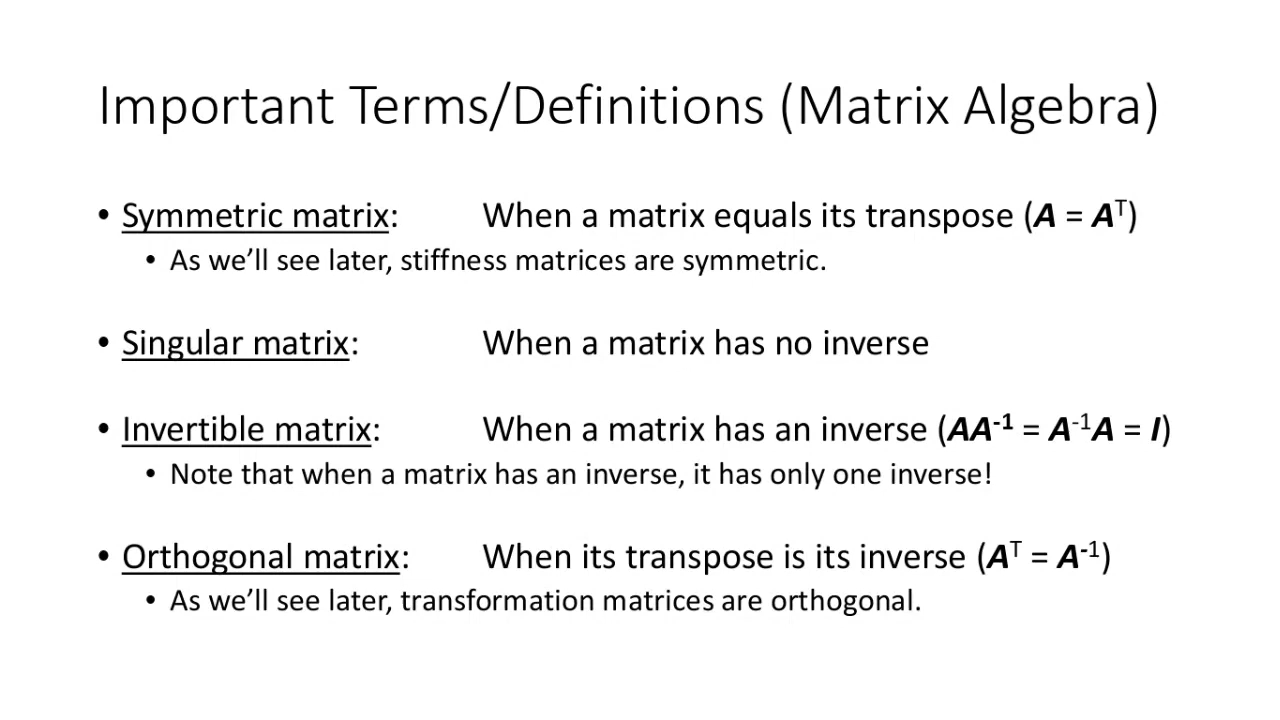 Important Terms/Definitions (Matrix Algebra)
• Symmetric matrix: When a matrix equals its transpose (A = Aᵀ)
• As we’ll see later, stiffness matrices are symmetric.
• Singular matrix: When a matrix has no inverse
• Invertible matrix: When a matrix has an inverse (AA⁻¹ = A⁻¹A = I)
• Note that when a matrix has an inverse, it has only one inverse!
• Orthogonal matrix: When its transpose is its inverse (Aᵀ = A⁻¹)
• As we’ll see later, transformation matrices are orthogonal.